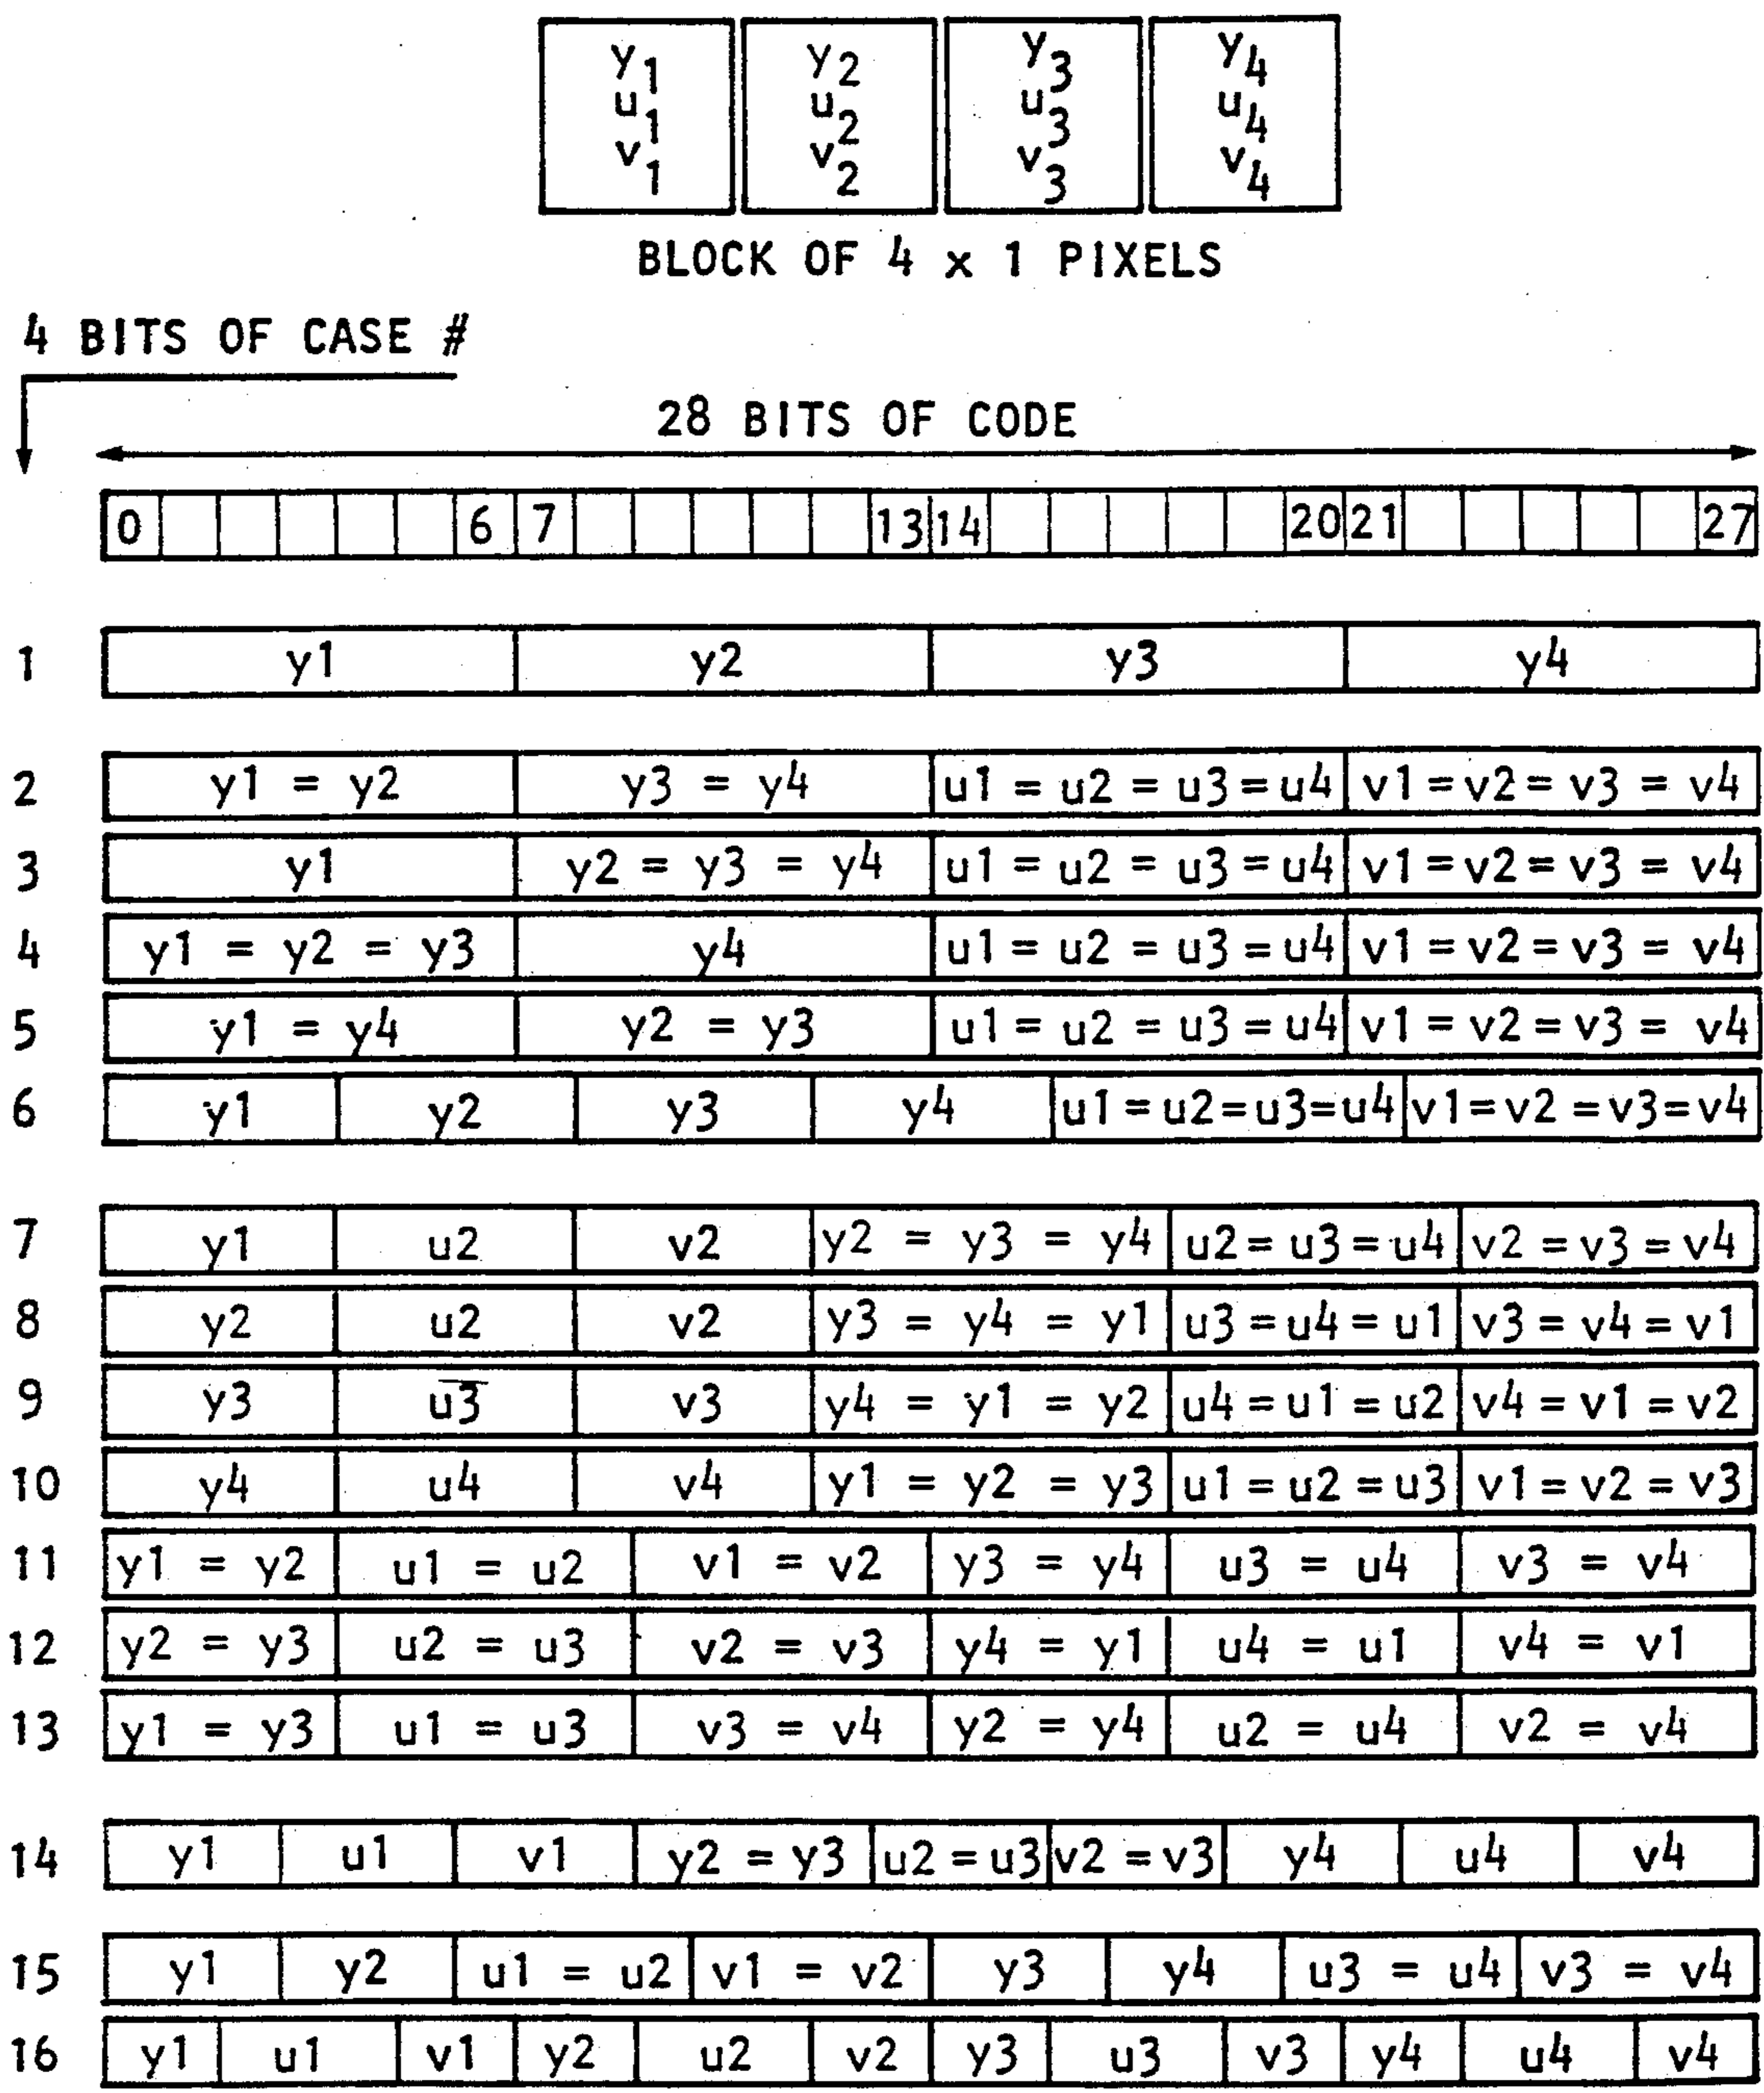 y1 y2 y3 y4
u1 u2 u3 u4
v1 v2 v3 v4
BLOCK OF 4 x 1 PIXELS
4 BITS OF CASE #
28 BITS OF CODE
0 6 7 13 14 20 21 27
1 y1 y2 y3 y4
2 y1 = y2 y3 = y4 u1 = u2 = u3 = u4 v1 = v2 = v3 = v4
3 y1 y2 = y3 = y4 u1 = u2 = u3 = u4 v1 = v2 = v3 = v4
4 y1 = y2 = y3 y4 u1 = u2 = u3 = u4 v1 = v2 = v3 = v4
5 y1 = y4 y2 = y3 u1 = u2 = u3 = u4 v1 = v2 = v3 = v4
6 y1 y2 y3 y4 u1 = u2 = u3 = u4 v1 = v2 = v3 = v4
7 y1 u2 v2 y2 = y3 = y4 u2 = u3 = u4 v2 = v3 = v4
8 y2 u2 v2 y3 = y4 = y1 u3 = u4 = u1 v3 = v4 = v1
9 y3 u3 v3 y4 = y1 = y2 u4 = u1 = u2 v4 = v1 = v2
10 y4 u4 v4 y1 = y2 = y3 u1 = u2 = u3 v1 = v2 = v3
11 y1 = y2 u1 = u2 v1 = v2 y3 = y4 u3 = u4 v3 = v4
12 y2 = y3 u2 = u3 v2 = v3 y4 = y1 u4 = u1 v4 = v1
13 y1 = y3 u1 = u3 v3 = v4 y2 = y4 u2 = u4 v2 = v4
14 y1 u1 v1 y2 = y3 u2 = u3 v2 = v3 y4 u4 v4
15 y1 y2 u1 = u2 v1 = v2 y3 y4 u3 = u4 v3 = v4
16 y1 u1 v1 y2 u2 v2 y3 u3 v3 y4 u4 v4